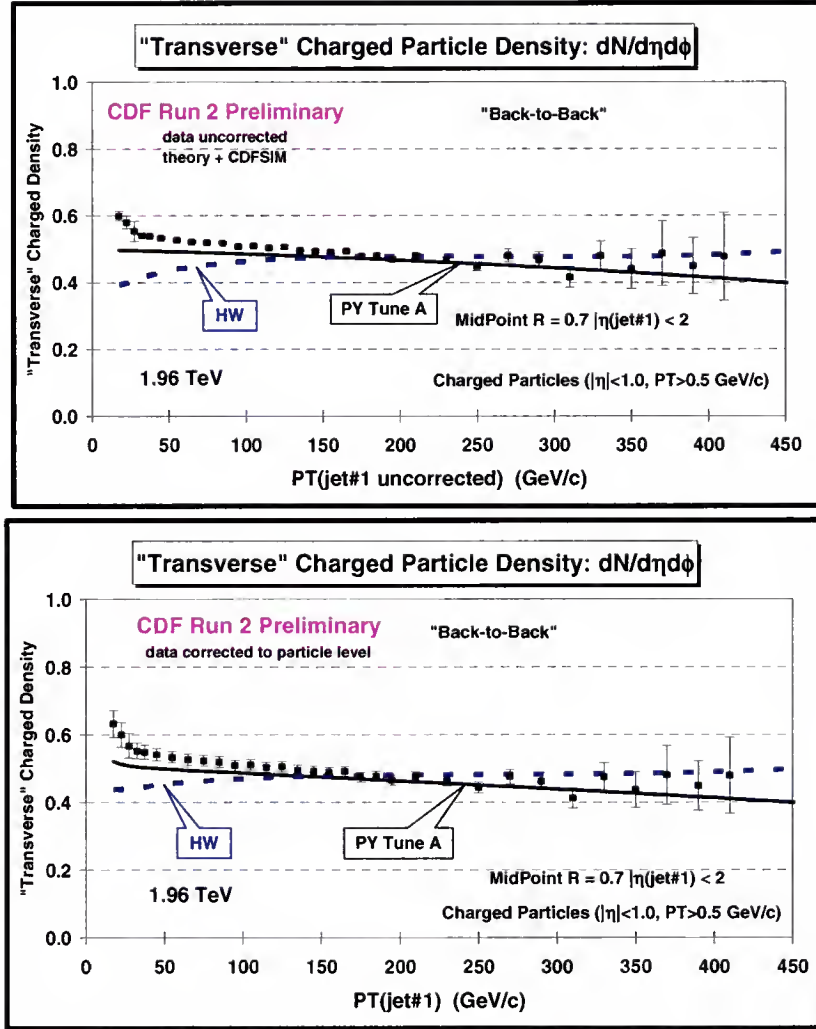 "Transverse" Charged Particle Density: dN/dηdφ
1.0
CDF Run 2 Preliminary
"Back-to-Back"
data uncorrected
theory + CDFSIM
0.8
0.6
0.4
0.2
0.0
"Transverse" Charged Density
HW
PY Tune A
MidPoint R = 0.7 |η(jet#1) < 2
1.96 TeV
Charged Particles (|η|<1.0, PT>0.5 GeV/c)
0 50 100 150 200 250 300 350 400 450
PT(jet#1 uncorrected) (GeV/c)
"Transverse" Charged Particle Density: dN/dηdφ
1.0
CDF Run 2 Preliminary
"Back-to-Back"
data corrected to particle level
0.8
0.6
0.4
0.2
0.0
"Transverse" Charged Density
HW
PY Tune A
MidPoint R = 0.7 |η(jet#1) < 2
1.96 TeV
Charged Particles (|η|<1.0, PT>0.5 GeV/c)
0 50 100 150 200 250 300 350 400 450
PT(jet#1) (GeV/c)